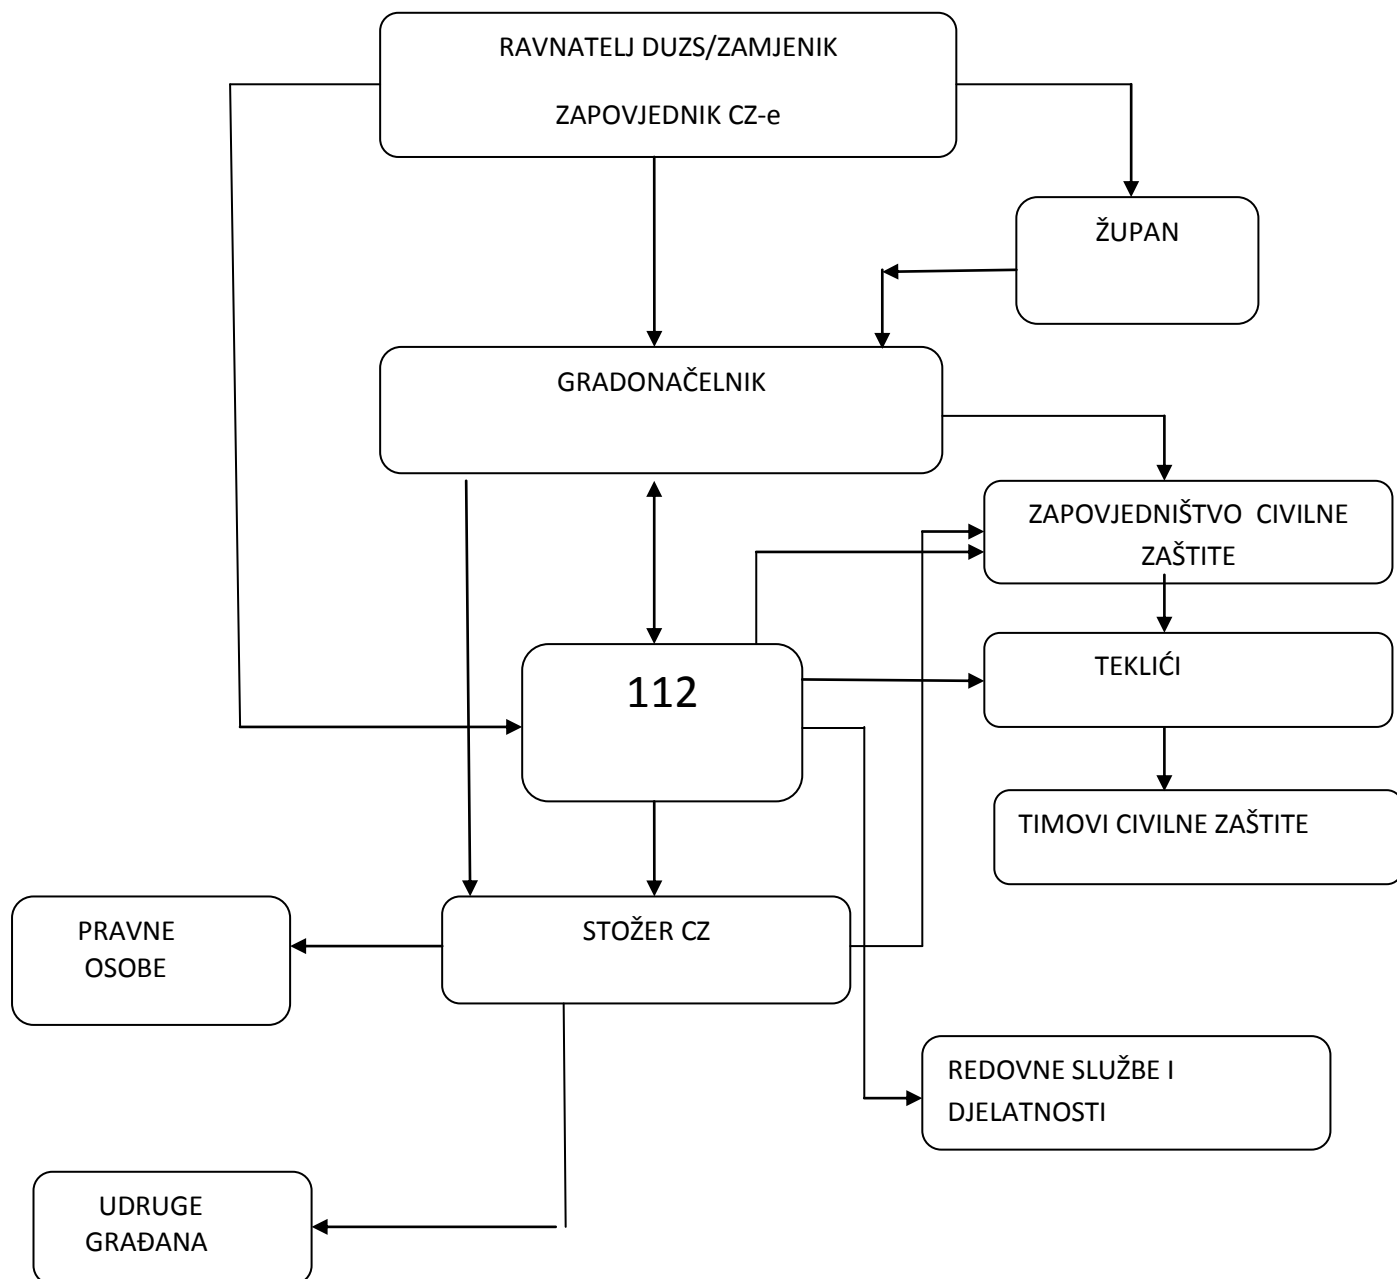 RAVNATELJ DUZS/ZAMJENIK
ZAPOVJEDNIK CZ-e
ŽUPAN
GRADONAČELNIK
ZAPOVJEDNIŠTVO CIVILNE
ZAŠTITE
112
TEKLIĆI
TIMOVI CIVILNE ZAŠTITE
PRAVNE
OSOBE
STOŽER CZ
REDOVNE SLUŽBE I
DJELATNOSTI
UDRUGE
GRAĐANA